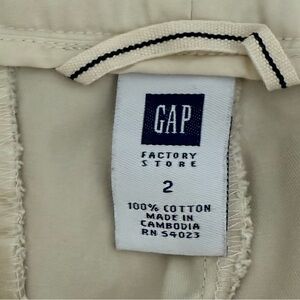 GAP
FACTORY
STORE
2
100% COTTON
MADE IN
CAMBODIA
RN 54023